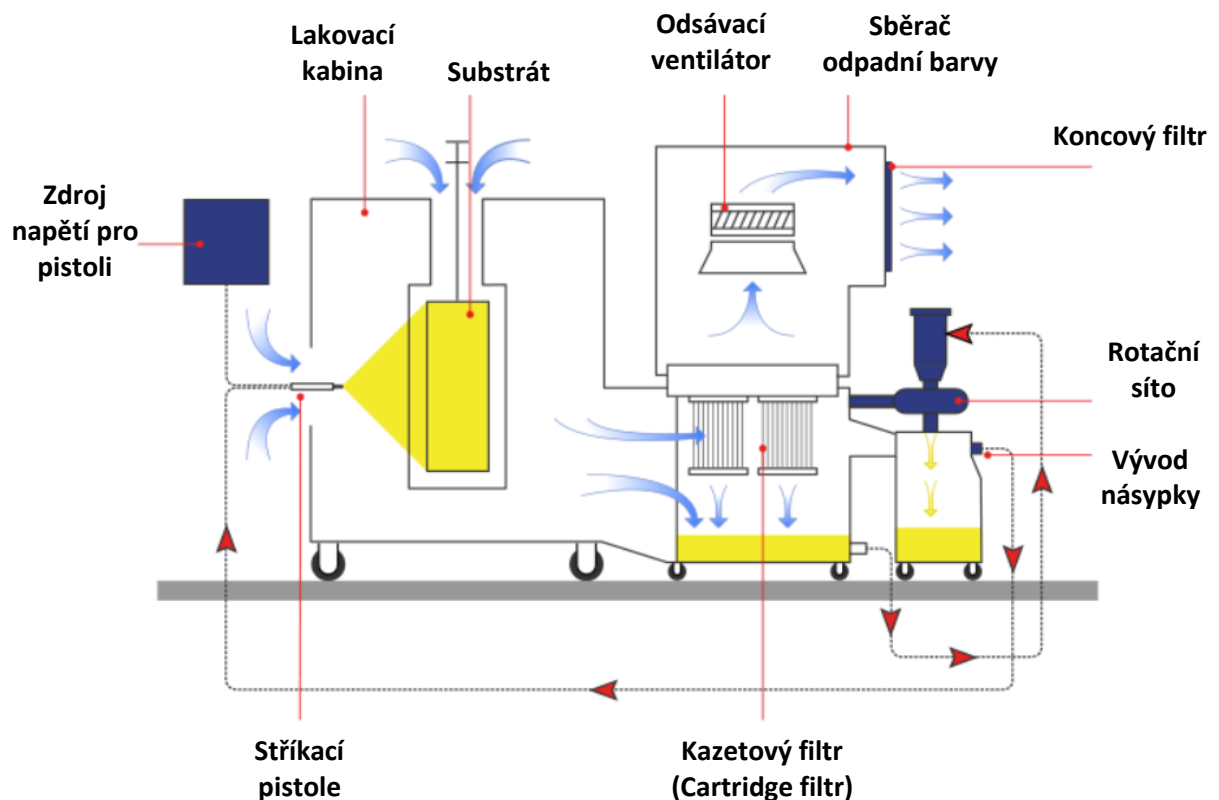 Lakovací
kabina
Substrát
Odsávací
ventilátor
Sběrač
odpadní barvy
Koncový filtr
Zdroj
napětí pro
pistoli
Rotační
síto
Vývod
násypky
Stříkací
pistole
Kazetový filtr
(Cartridge filtr)